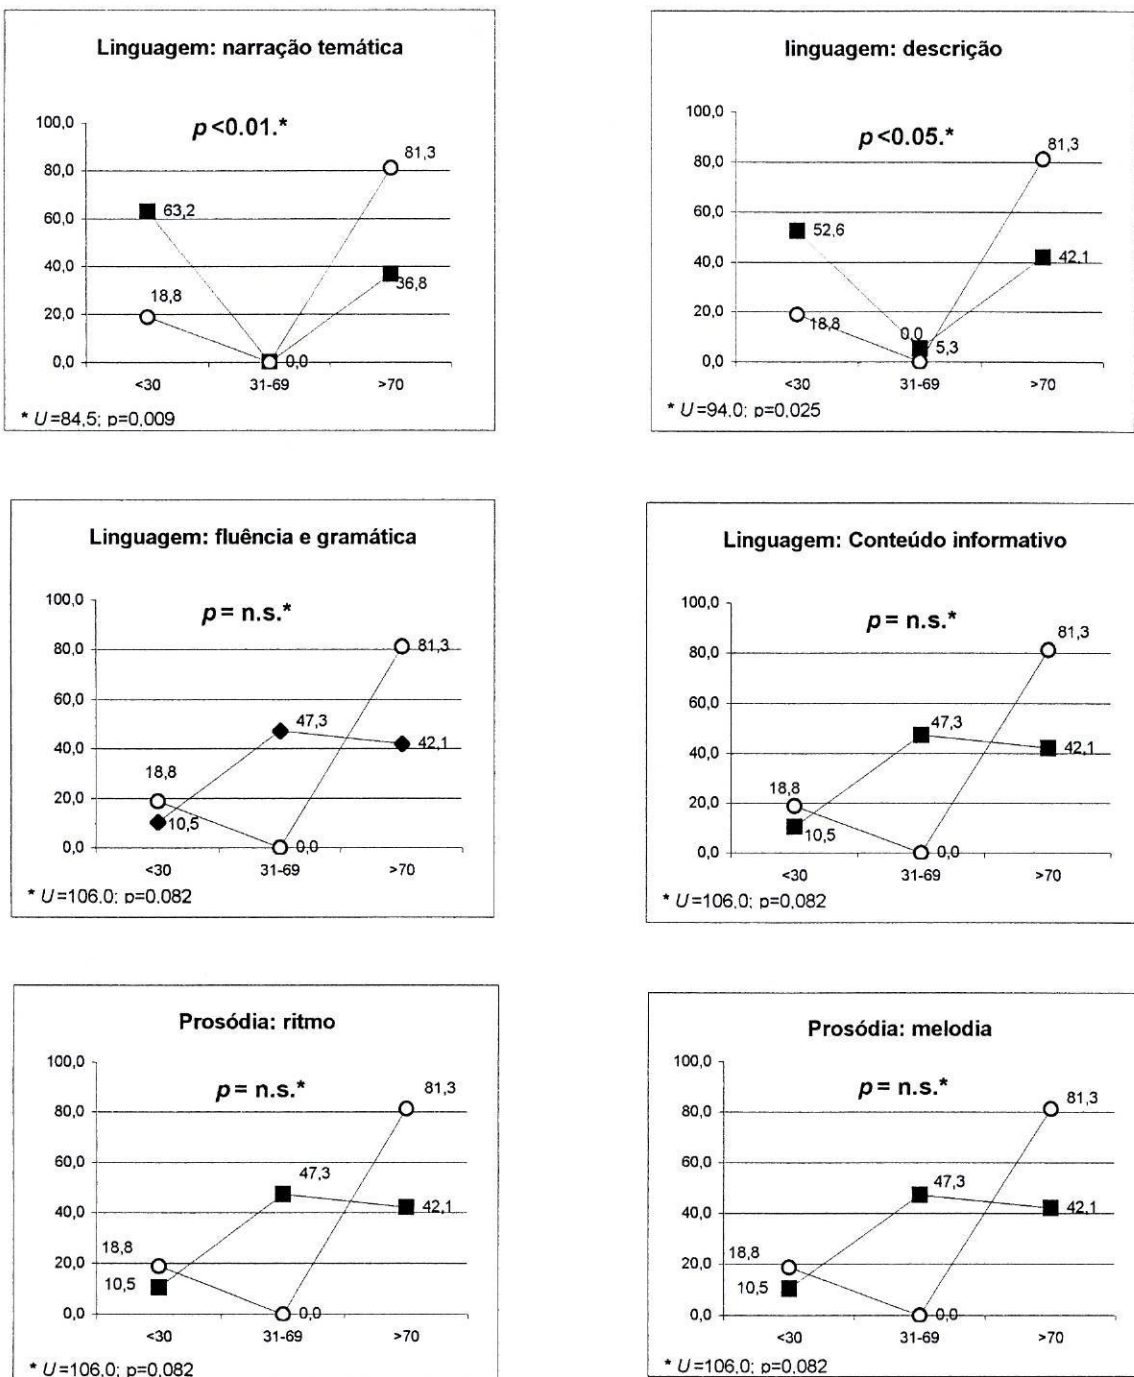 Linguagem: narração temática
p<0.01.*
100,0
80,0
60,0
40,0
20,0
0,0
81,3
63,2
36,8
18,8
0,0
<30 31-69 >70
* U=84,5; p=0,009
linguagem: descrição
p<0.05.*
100,0
80,0
60,0
40,0
20,0
0,0
81,3
52,6
42,1
18,8
0,0
5,3
<30 31-69 >70
* U=94,0; p=0,025
Linguagem: fluência e gramática
p= n.s.*
100,0
80,0
60,0
40,0
20,0
0,0
81,3
47,3
42,1
18,8
10,5
0,0
<30 31-69 >70
* U=106,0; p=0,082
Linguagem: Conteúdo informativo
p= n.s.*
100,0
80,0
60,0
40,0
20,0
0,0
81,3
47,3
42,1
18,8
10,5
0,0
<30 31-69 >70
* U=106,0; p=0,082
Prosódia: ritmo
p= n.s.*
100,0
80,0
60,0
40,0
20,0
0,0
81,3
47,3
42,1
18,8
10,5
0,0
<30 31-69 >70
* U=106,0; p=0,082
Prosódia: melodia
p= n.s.*
100,0
80,0
60,0
40,0
20,0
0,0
81,3
47,3
42,1
18,8
10,5
0,0
<30 31-69 >70
* U=106,0; p=0,082